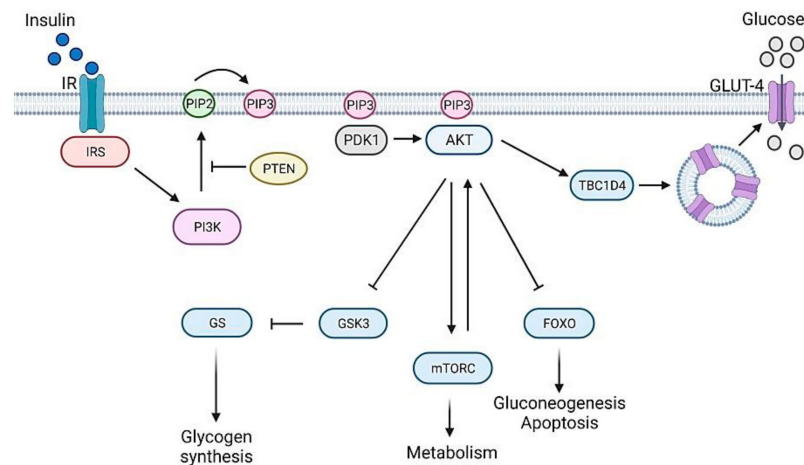 Insulin
Glucose
IR
GLUT-4
PIP2
PIP3
PIP3
PIP3
IRS
PDK1
AKT
PTEN
TBC1D4
PI3K
GS
GSK3
FOXO
mTORC
Gluconeogenesis
Apoptosis
Glycogen
synthesis
Metabolism